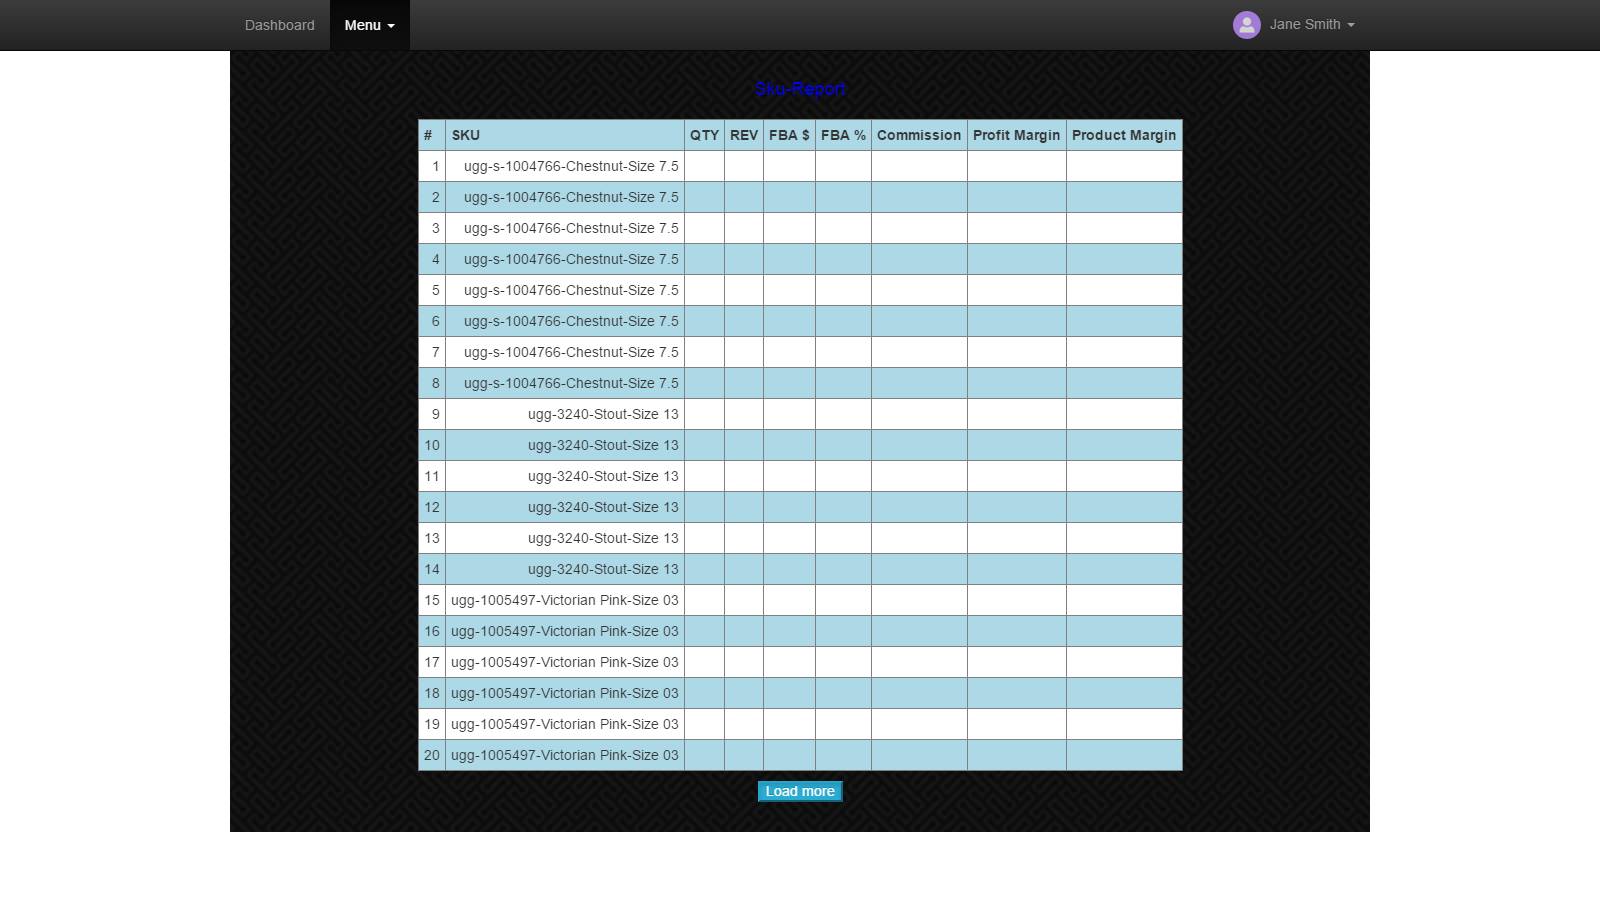 Dashboard Menu Jane Smith
Sku-Report
# SKU QTY REV FBA $ FBA % Commission Profit Margin Product Margin
1 ugg-s-1004766-Chestnut-Size 7.5
2 ugg-s-1004766-Chestnut-Size 7.5
3 ugg-s-1004766-Chestnut-Size 7.5
4 ugg-s-1004766-Chestnut-Size 7.5
5 ugg-s-1004766-Chestnut-Size 7.5
6 ugg-s-1004766-Chestnut-Size 7.5
7 ugg-s-1004766-Chestnut-Size 7.5
8 ugg-s-1004766-Chestnut-Size 7.5
9 ugg-3240-Stout-Size 13
10 ugg-3240-Stout-Size 13
11 ugg-3240-Stout-Size 13
12 ugg-3240-Stout-Size 13
13 ugg-3240-Stout-Size 13
14 ugg-3240-Stout-Size 13
15 ugg-1005497-Victorian Pink-Size 03
16 ugg-1005497-Victorian Pink-Size 03
17 ugg-1005497-Victorian Pink-Size 03
18 ugg-1005497-Victorian Pink-Size 03
19 ugg-1005497-Victorian Pink-Size 03
20 ugg-1005497-Victorian Pink-Size 03
Load more